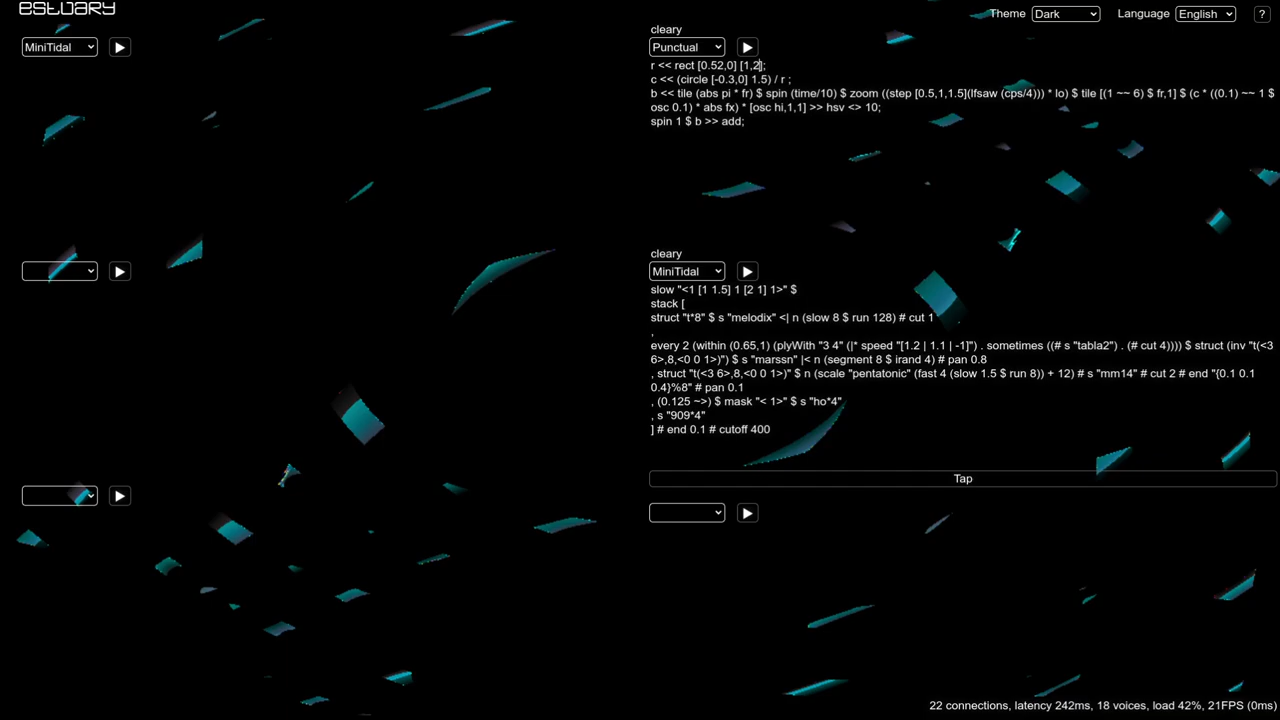 estuary
Theme Dark Language English ?
MiniTidal
cleary
Punctual
r << rect [0.52,0] [1,2];
c << (circle [-0.3,0] 1.5) / r ;
b << tile (abs pi * fr) $ spin (time/10) $ zoom ((step [0.5,1,1.5](lfsaw (cps/4))) * lo) $ tile [(1 ~~ 6) $ fr,1] $ (c * ((0.1) ~~ 1 $
osc 0.1) * abs fx) * [osc hi,1,1] >> hsv <> 10;
spin 1 $ b >> add;
cleary
MiniTidal
slow "<1 [1 1.5] 1 [2 1] 1>" $
stack [
struct "t*8" $ s "melodix" <| n (slow 8 $ run 128) # cut 1
,
every 2 (within (0.65,1) (plyWith "3 4" (|* speed "[1.2 | 1.1 | -1]") . sometimes ((# s "tabla2") . (# cut 4)))) $ struct (inv "t(<3
6>,8,<0 0 1>)") $ s "marssn" |< n (segment 8 $ irand 4) # pan 0.8
, struct "t(<3 6>,8,<0 0 1>)" $ n (scale "pentatonic" (fast 4 (slow 1.5 $ run 8)) + 12) # s "mm14" # cut 2 # end "{0.1 0.1
0.4}%8" # pan 0.1
, (0.125 ~>) $ mask "< 1>" $ s "ho*4"
, s "909*4"
] # end 0.1 # cutoff 400
Tap
22 connections, latency 242ms, 18 voices, load 42%, 21FPS (0ms)